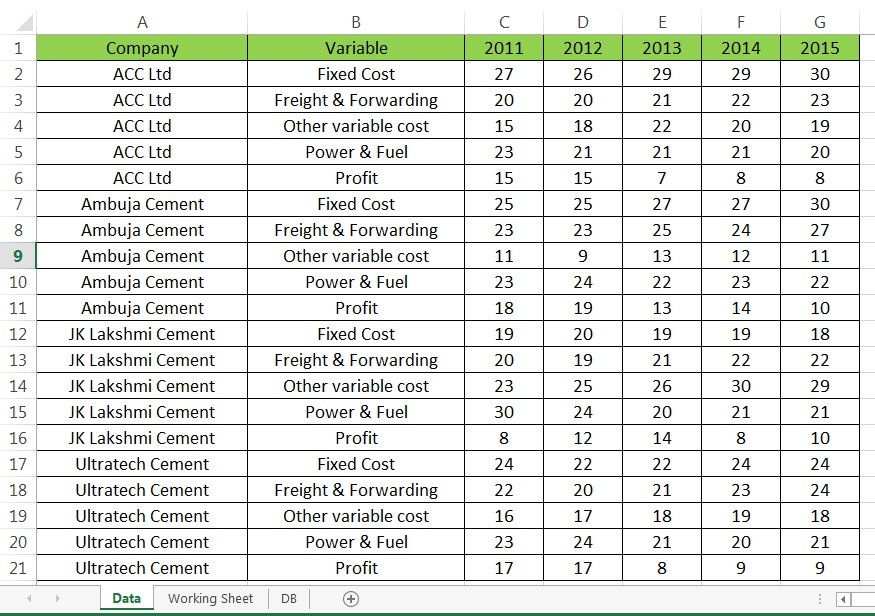 A B C D E F G
1 Company Variable 2011 2012 2013 2014 2015
2 ACC Ltd Fixed Cost 27 26 29 29 30
3 ACC Ltd Freight & Forwarding 20 20 21 22 23
4 ACC Ltd Other variable cost 15 18 22 20 19
5 ACC Ltd Power & Fuel 23 21 21 21 20
6 ACC Ltd Profit 15 15 7 8 8
7 Ambuja Cement Fixed Cost 25 25 27 27 30
8 Ambuja Cement Freight & Forwarding 23 23 25 24 27
9 Ambuja Cement Other variable cost 11 9 13 12 11
10 Ambuja Cement Power & Fuel 23 24 22 23 22
11 Ambuja Cement Profit 18 19 13 14 10
12 JK Lakshmi Cement Fixed Cost 19 20 19 19 18
13 JK Lakshmi Cement Freight & Forwarding 20 19 21 22 22
14 JK Lakshmi Cement Other variable cost 23 25 26 30 29
15 JK Lakshmi Cement Power & Fuel 30 24 20 21 21
16 JK Lakshmi Cement Profit 8 12 14 8 10
17 Ultratech Cement Fixed Cost 24 22 22 24 24
18 Ultratech Cement Freight & Forwarding 22 20 21 23 24
19 Ultratech Cement Other variable cost 16 17 18 19 18
20 Ultratech Cement Power & Fuel 23 24 21 20 21
21 Ultratech Cement Profit 17 17 8 9 9
Data Working Sheet DB